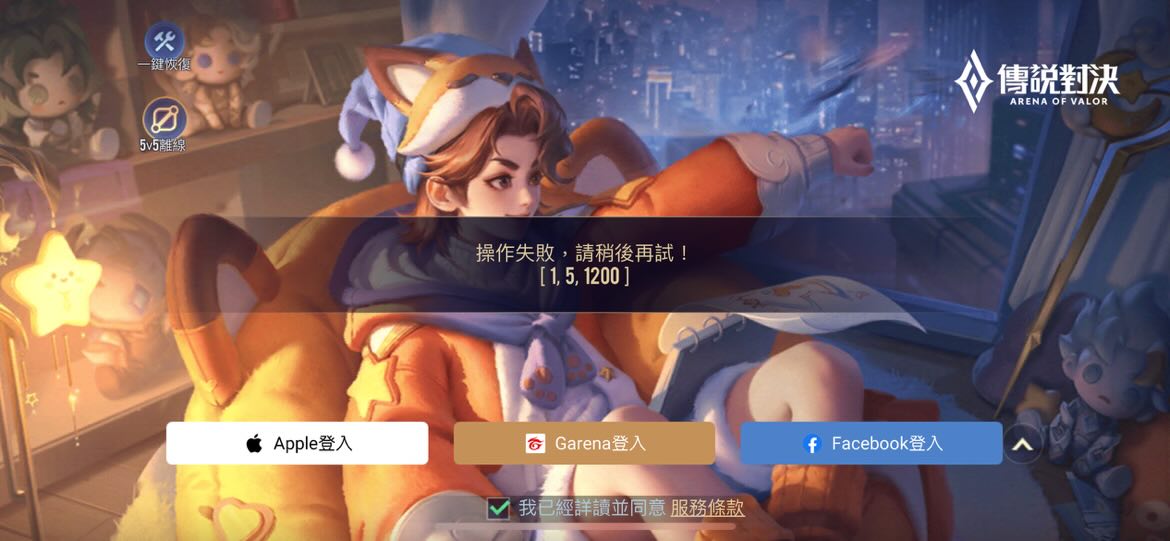 一鍵恢復
5v5離線
傳說對決
ARENA OF VALOR
操作失敗，請稍後再試！
[ 1, 5, 1200 ]
Apple登入
Garena登入
Facebook登入
我已經詳讀並同意 服務條款